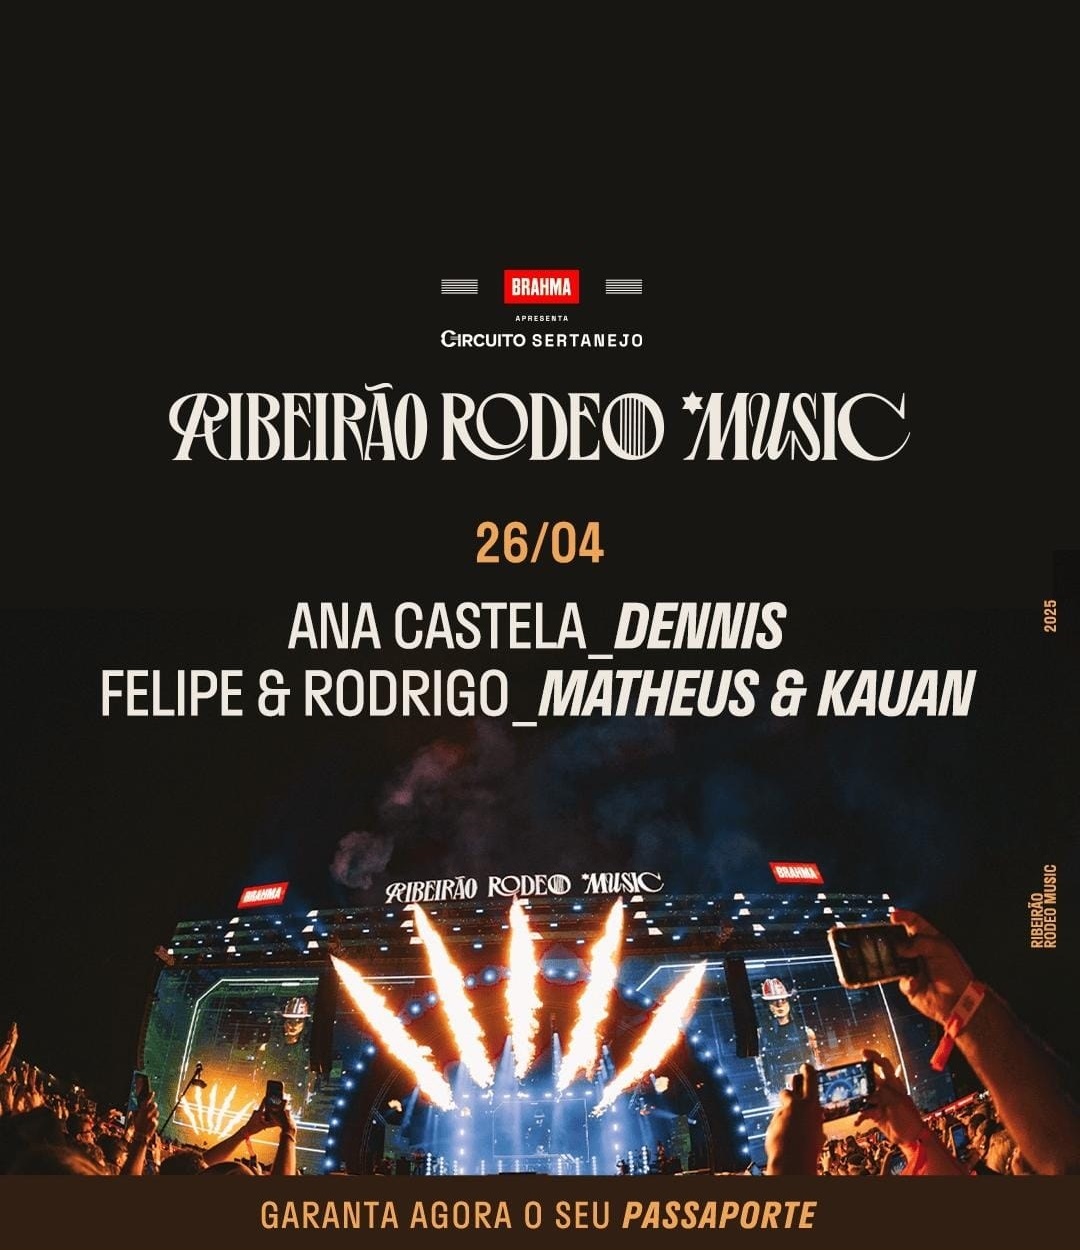 BRAHMA
APRESENTA
CIRCUITO SERTANEJO
RIBEIRÃO RODEO MUSIC
26/04
ANA CASTELA_DENNIS
FELIPE & RODRIGO_MATHEUS & KAUAN
2025
RIBEIRÃO
RODEO MUSIC
BRAHMA
RIBEIRÃO RODEO MUSIC
BRAHMA
GARANTA AGORA O SEU PASSAPORTE